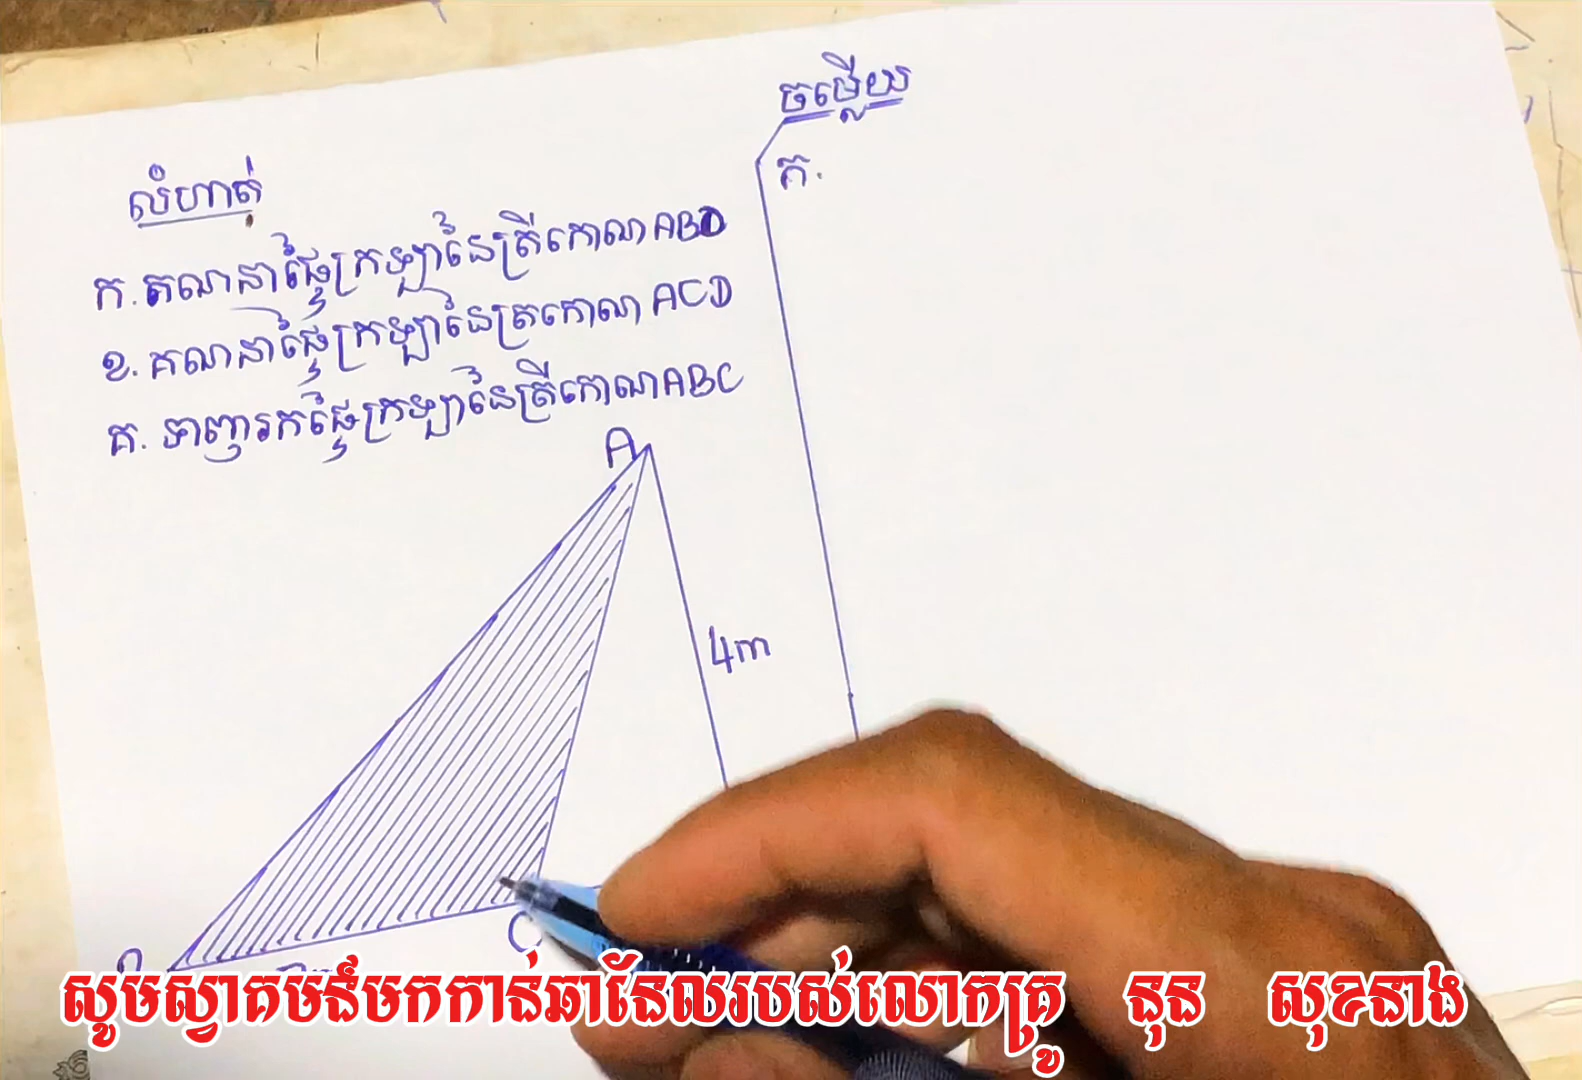 លំហាត់
ក. គណនាផ្ទៃក្រឡានៃត្រីកោណ ABD
ខ. គណនាផ្ទៃក្រឡានៃត្រកោណ ACD
គ. ទាញរកផ្ទៃក្រឡានៃត្រីកោណ ABC
ចម្លើយ
ក.
A
4m
C
សូមស្វាគមន៍មកកាន់ឆានែលរបស់លោកគ្រូ នុន សុខនាង